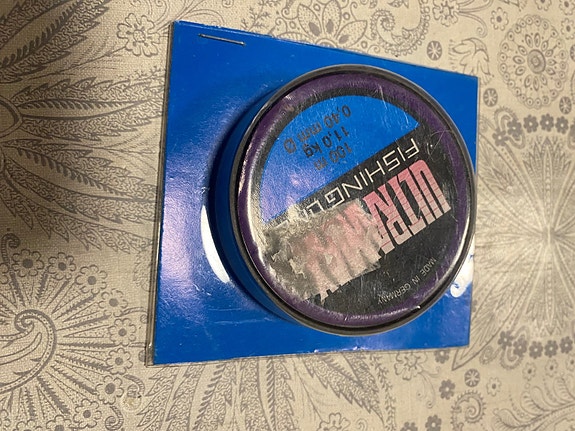 ULTRA
FISHING
100 m
11,0 kg
0.40 mm Ø
MADE IN GERMANY